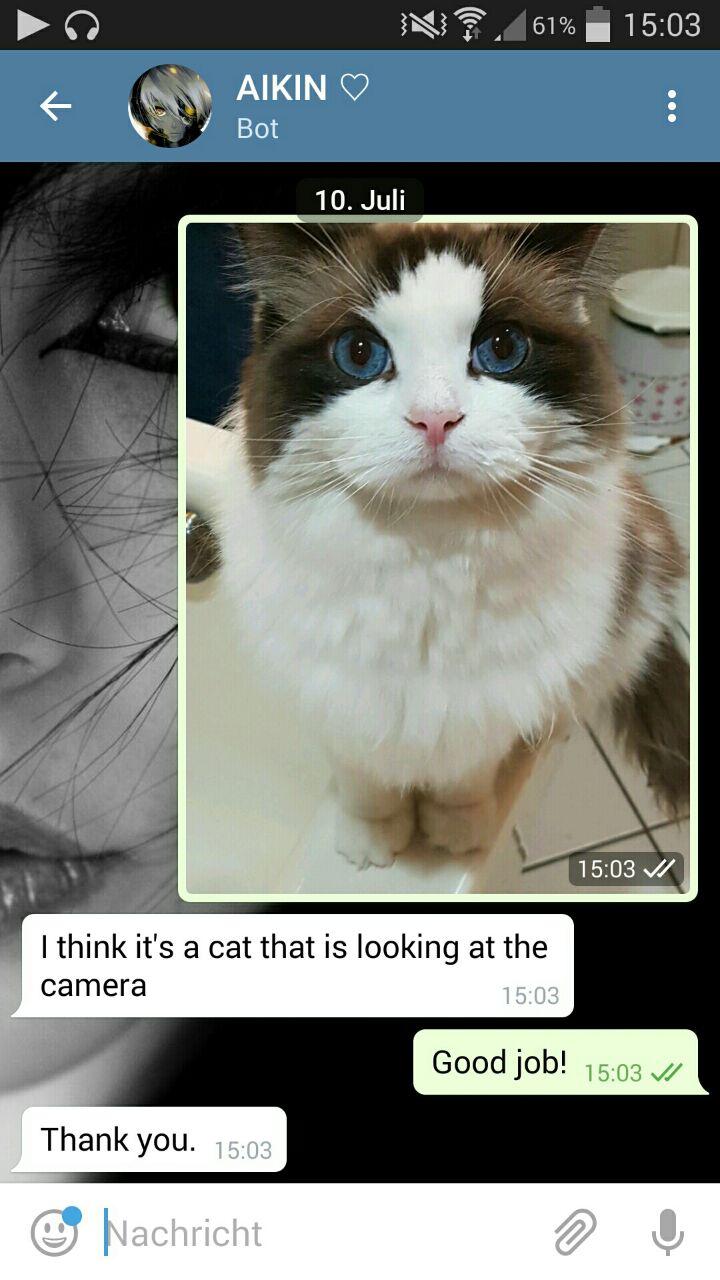 61% 15:03
AIKIN ♡
Bot
10. Juli
15:03
I think it's a cat that is looking at the
camera
15:03
Good job! 15:03
Thank you. 15:03
Nachricht